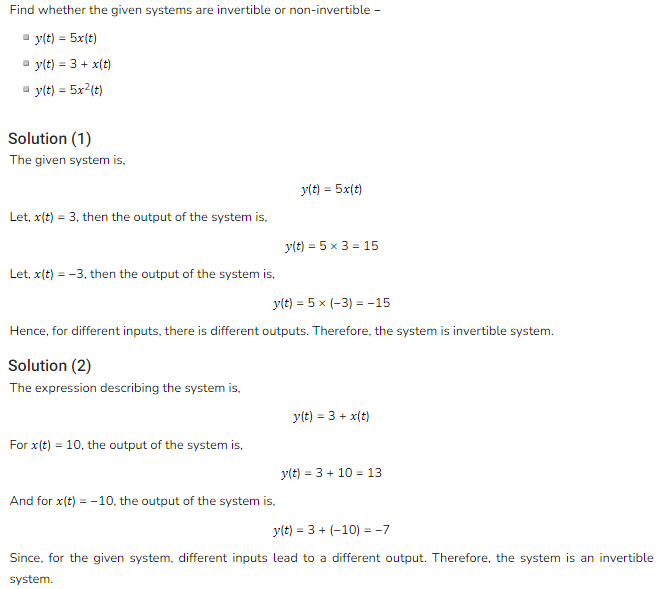 Find whether the given systems are invertible or non-invertible –
y(t) = 5x(t)
y(t) = 3 + x(t)
y(t) = 5x²(t)
Solution (1)
The given system is,
y(t) = 5x(t)
Let, x(t) = 3, then the output of the system is,
y(t) = 5 × 3 = 15
Let, x(t) = −3, then the output of the system is,
y(t) = 5 × (−3) = −15
Hence, for different inputs, there is different outputs. Therefore, the system is invertible system.
Solution (2)
The expression describing the system is,
y(t) = 3 + x(t)
For x(t) = 10, the output of the system is,
y(t) = 3 + 10 = 13
And for x(t) = −10, the output of the system is,
y(t) = 3 + (−10) = −7
Since, for the given system, different inputs lead to a different output. Therefore, the system is an invertible
system.